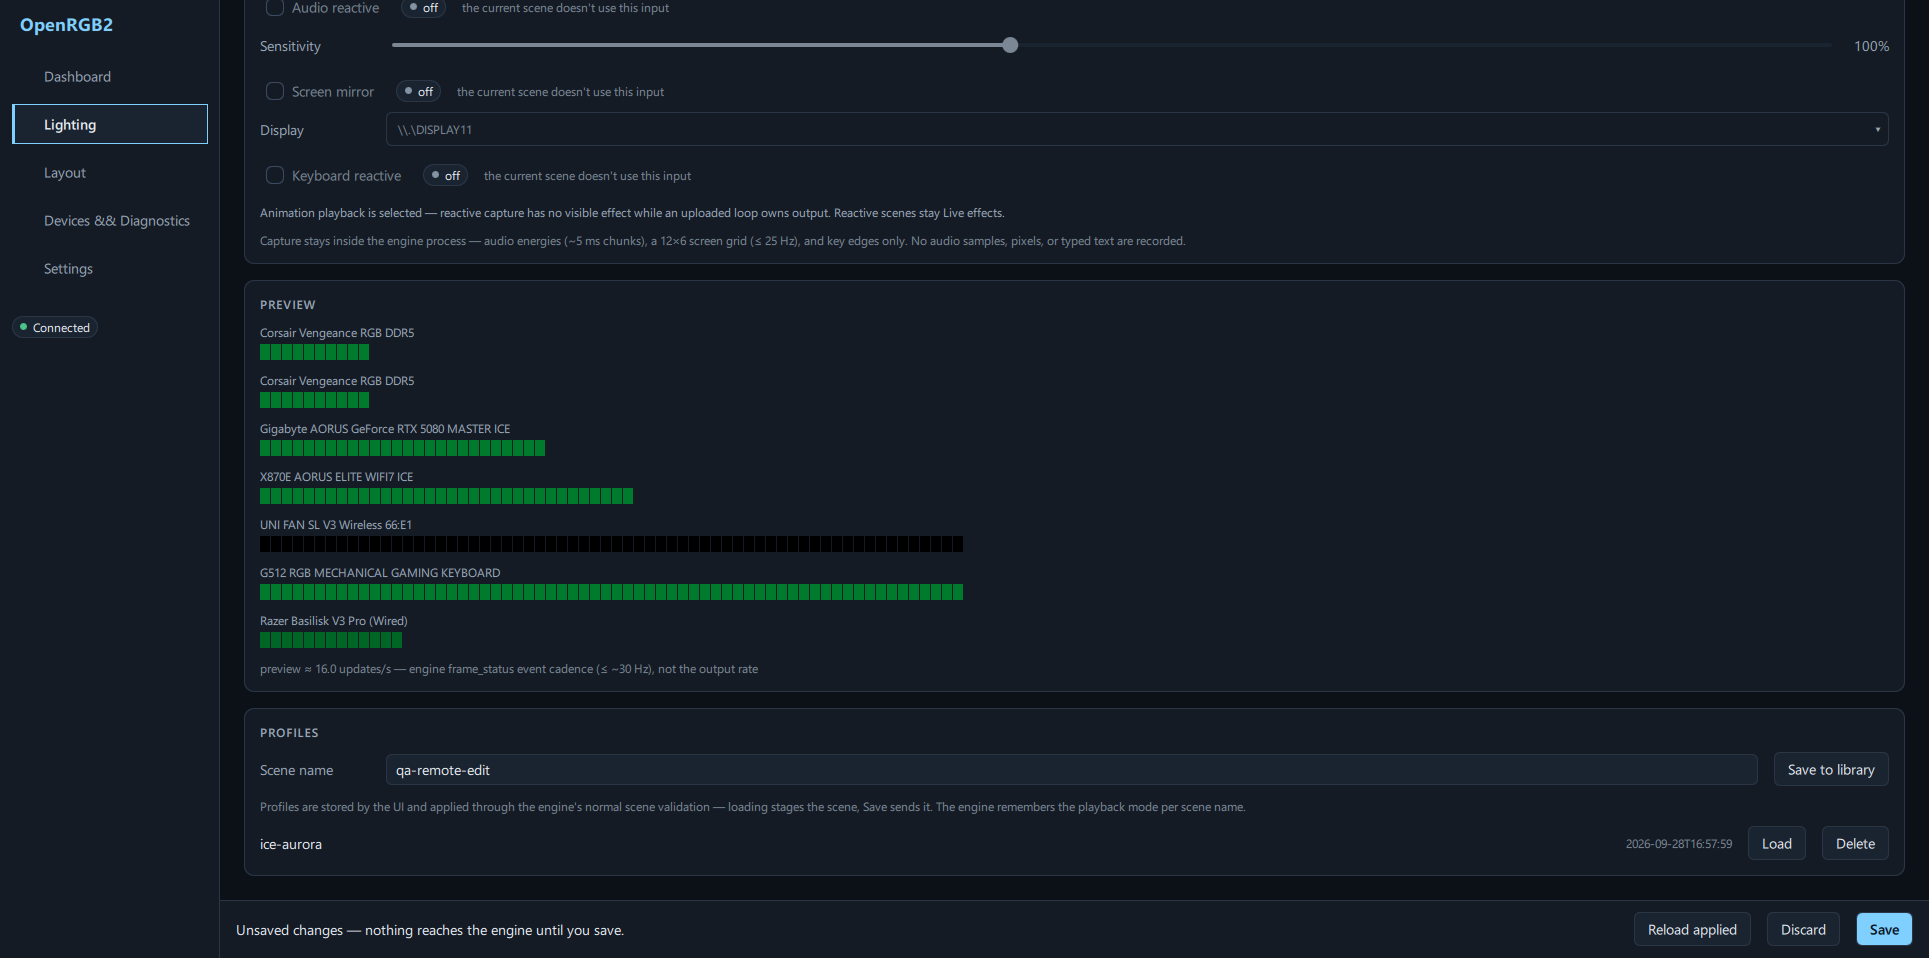 OpenRGB2
Dashboard
Lighting
Layout
Devices && Diagnostics
Settings
Connected
Audio reactive off the current scene doesn't use this input
Sensitivity 100%
Screen mirror off the current scene doesn't use this input
Display \\.\DISPLAY11
Keyboard reactive off the current scene doesn't use this input
Animation playback is selected — reactive capture has no visible effect while an uploaded loop owns output. Reactive scenes stay Live effects.
Capture stays inside the engine process — audio energies (~5 ms chunks), a 12×6 screen grid (≤ 25 Hz), and key edges only. No audio samples, pixels, or typed text are recorded.
PREVIEW
Corsair Vengeance RGB DDR5
Corsair Vengeance RGB DDR5
Gigabyte AORUS GeForce RTX 5080 MASTER ICE
X870E AORUS ELITE WIFI7 ICE
UNI FAN SL V3 Wireless 66:E1
G512 RGB MECHANICAL GAMING KEYBOARD
Razer Basilisk V3 Pro (Wired)
preview ≈ 16.0 updates/s — engine frame_status event cadence (≤ ~30 Hz), not the output rate
PROFILES
Scene name qa-remote-edit Save to library
Profiles are stored by the UI and applied through the engine's normal scene validation — loading stages the scene, Save sends it. The engine remembers the playback mode per scene name.
ice-aurora 2026-09-28T16:57:59 Load Delete
Unsaved changes — nothing reaches the engine until you save. Reload applied Discard Save